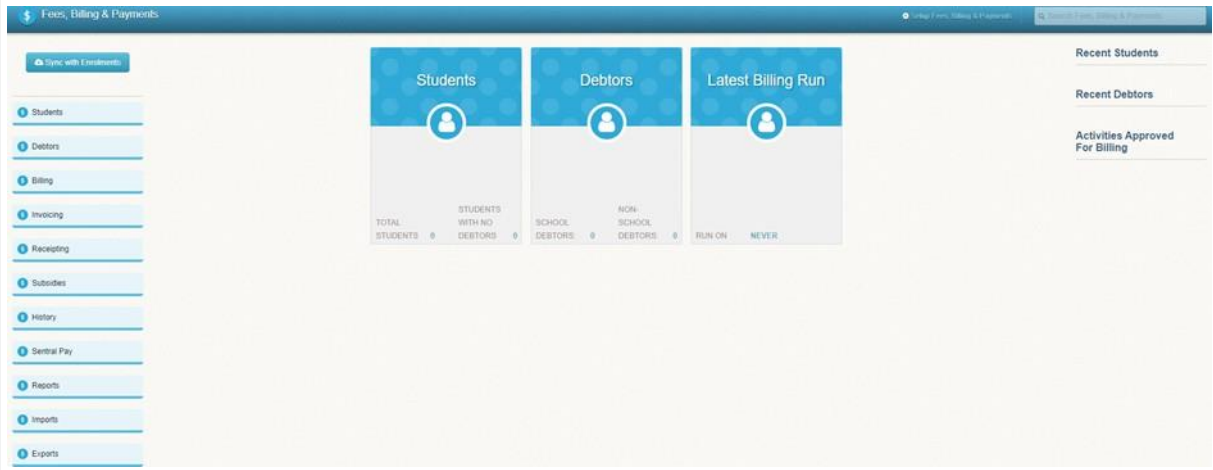 Fees, Billing & Payments
Setup Fees, Billing & Payments
Search Fees, Billing & Payments
Sync with Enrolments
Students
Debtors
Billing
Invoicing
Receipting
Subsidies
History
Sentral Pay
Reports
Imports
Exports
Students
TOTAL
STUDENTS 0
STUDENTS
WITH NO
DEBTORS 0
Debtors
SCHOOL
DEBTORS 0
NON-
SCHOOL
DEBTORS 0
Latest Billing Run
RUN ON NEVER
Recent Students
Recent Debtors
Activities Approved
For Billing